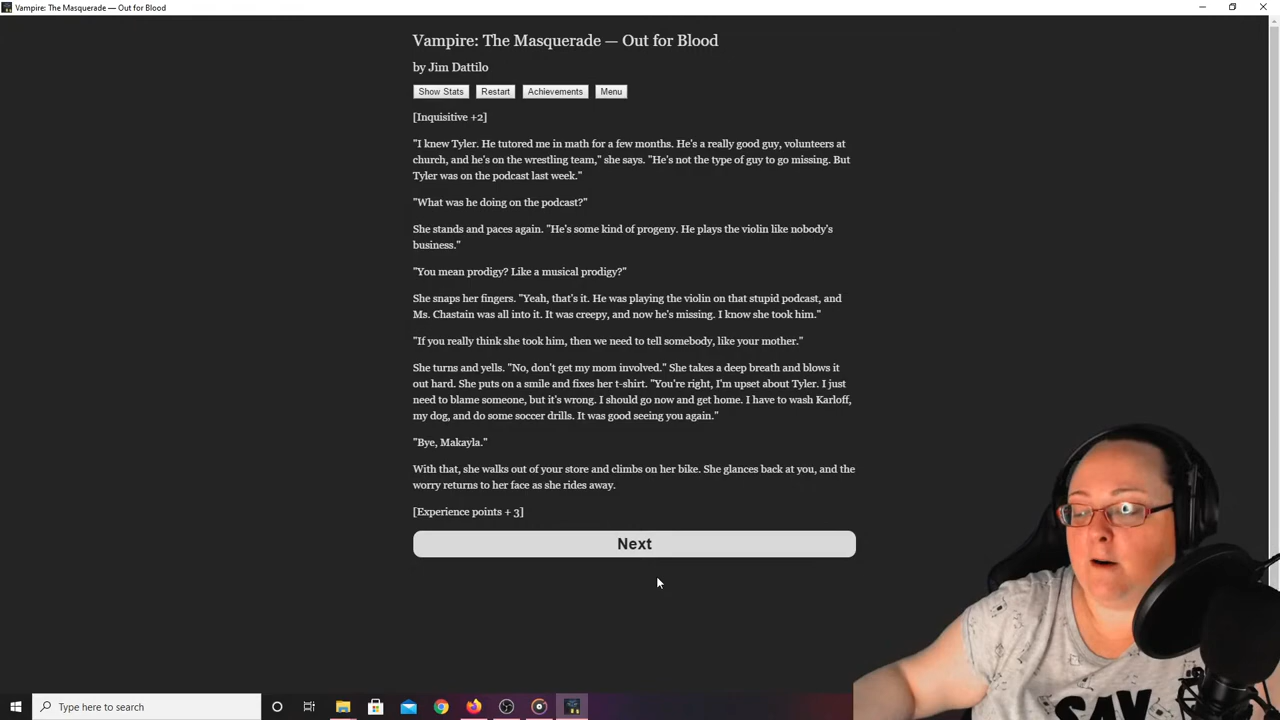 Vampire: The Masquerade — Out for Blood
Vampire: The Masquerade — Out for Blood
by Jim Dattilo
Show Stats Restart Achievements Menu
[Inquisitive +2]
"I knew Tyler. He tutored me in math for a few months. He's a really good guy, volunteers at
church, and he's on the wrestling team," she says. "He's not the type of guy to go missing. But
Tyler was on the podcast last week."
"What was he doing on the podcast?"
She stands and paces again. "He's some kind of progeny. He plays the violin like nobody's
business."
"You mean prodigy? Like a musical prodigy?"
She snaps her fingers. "Yeah, that's it. He was playing the violin on that stupid podcast, and
Ms. Chastain was all into it. It was creepy, and now he's missing. I know she took him."
"If you really think she took him, then we need to tell somebody, like your mother."
She turns and yells. "No, don't get my mom involved." She takes a deep breath and blows it
out hard. She puts on a smile and fixes her t-shirt. "You're right, I'm upset about Tyler. I just
need to blame someone, but it's wrong. I should go now and get home. I have to wash Karloff,
my dog, and do some soccer drills. It was good seeing you again."
"Bye, Makayla."
With that, she walks out of your store and climbs on her bike. She glances back at you, and the
worry returns to her face as she rides away.
[Experience points + 3]
Next
SAY
Type here to search